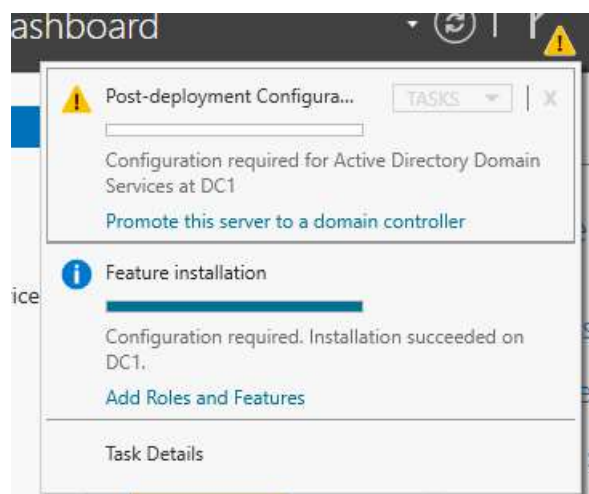 ashboard
Post-deployment Configura...
TASKS
X
Configuration required for Active Directory Domain
Services at DC1
Promote this server to a domain controller
Feature installation
ice
Configuration required. Installation succeeded on
DC1.
Add Roles and Features
Task Details